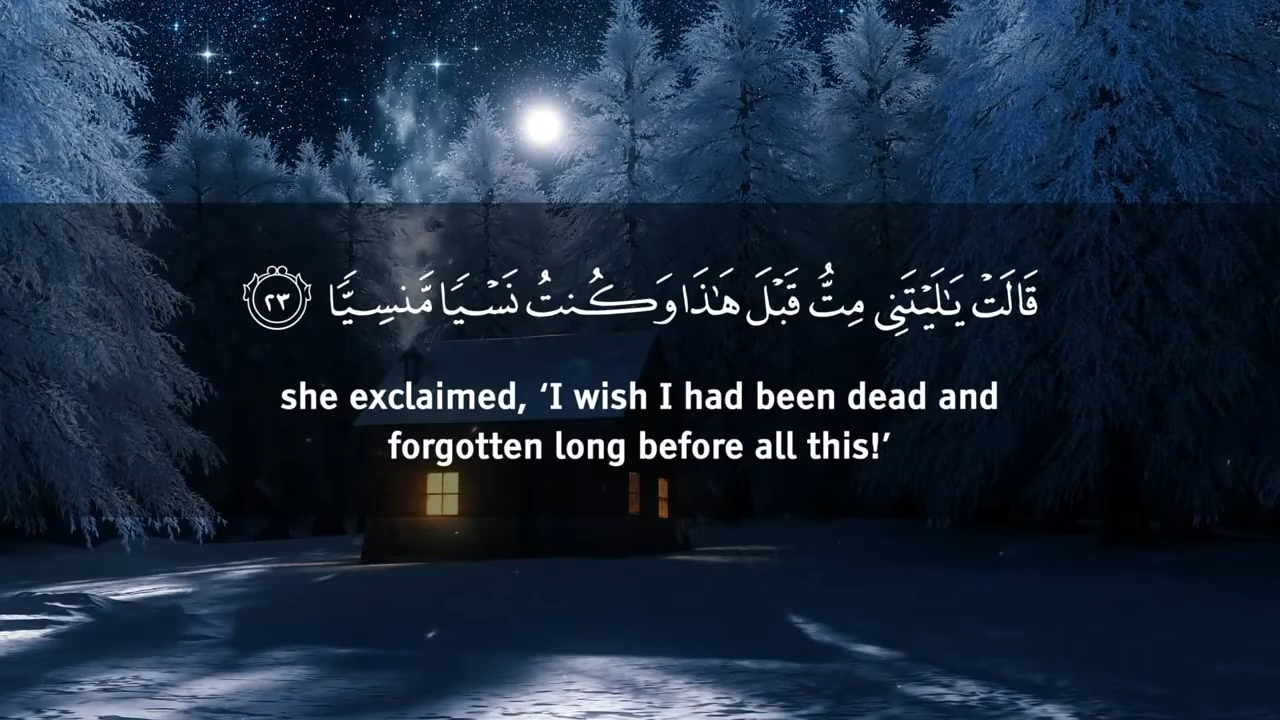 قَالَتْ يَـٰلَيْتَنِى مِتُّ قَبْلَ هَـٰذَا وَكُنتُ نَسْيًا مَّنسِيًّا ٢٣
she exclaimed, ‘I wish I had been dead and
forgotten long before all this!’